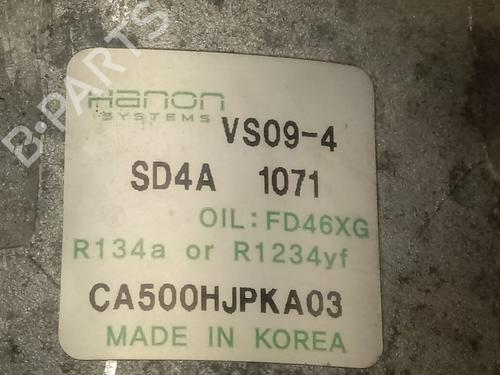 B-PARTS
Hanon
SYSTEMS
VS09-4
SD4A 1071
OIL: FD46XG
R134a or R1234yf
CA500HJPKA03
MADE IN KOREA